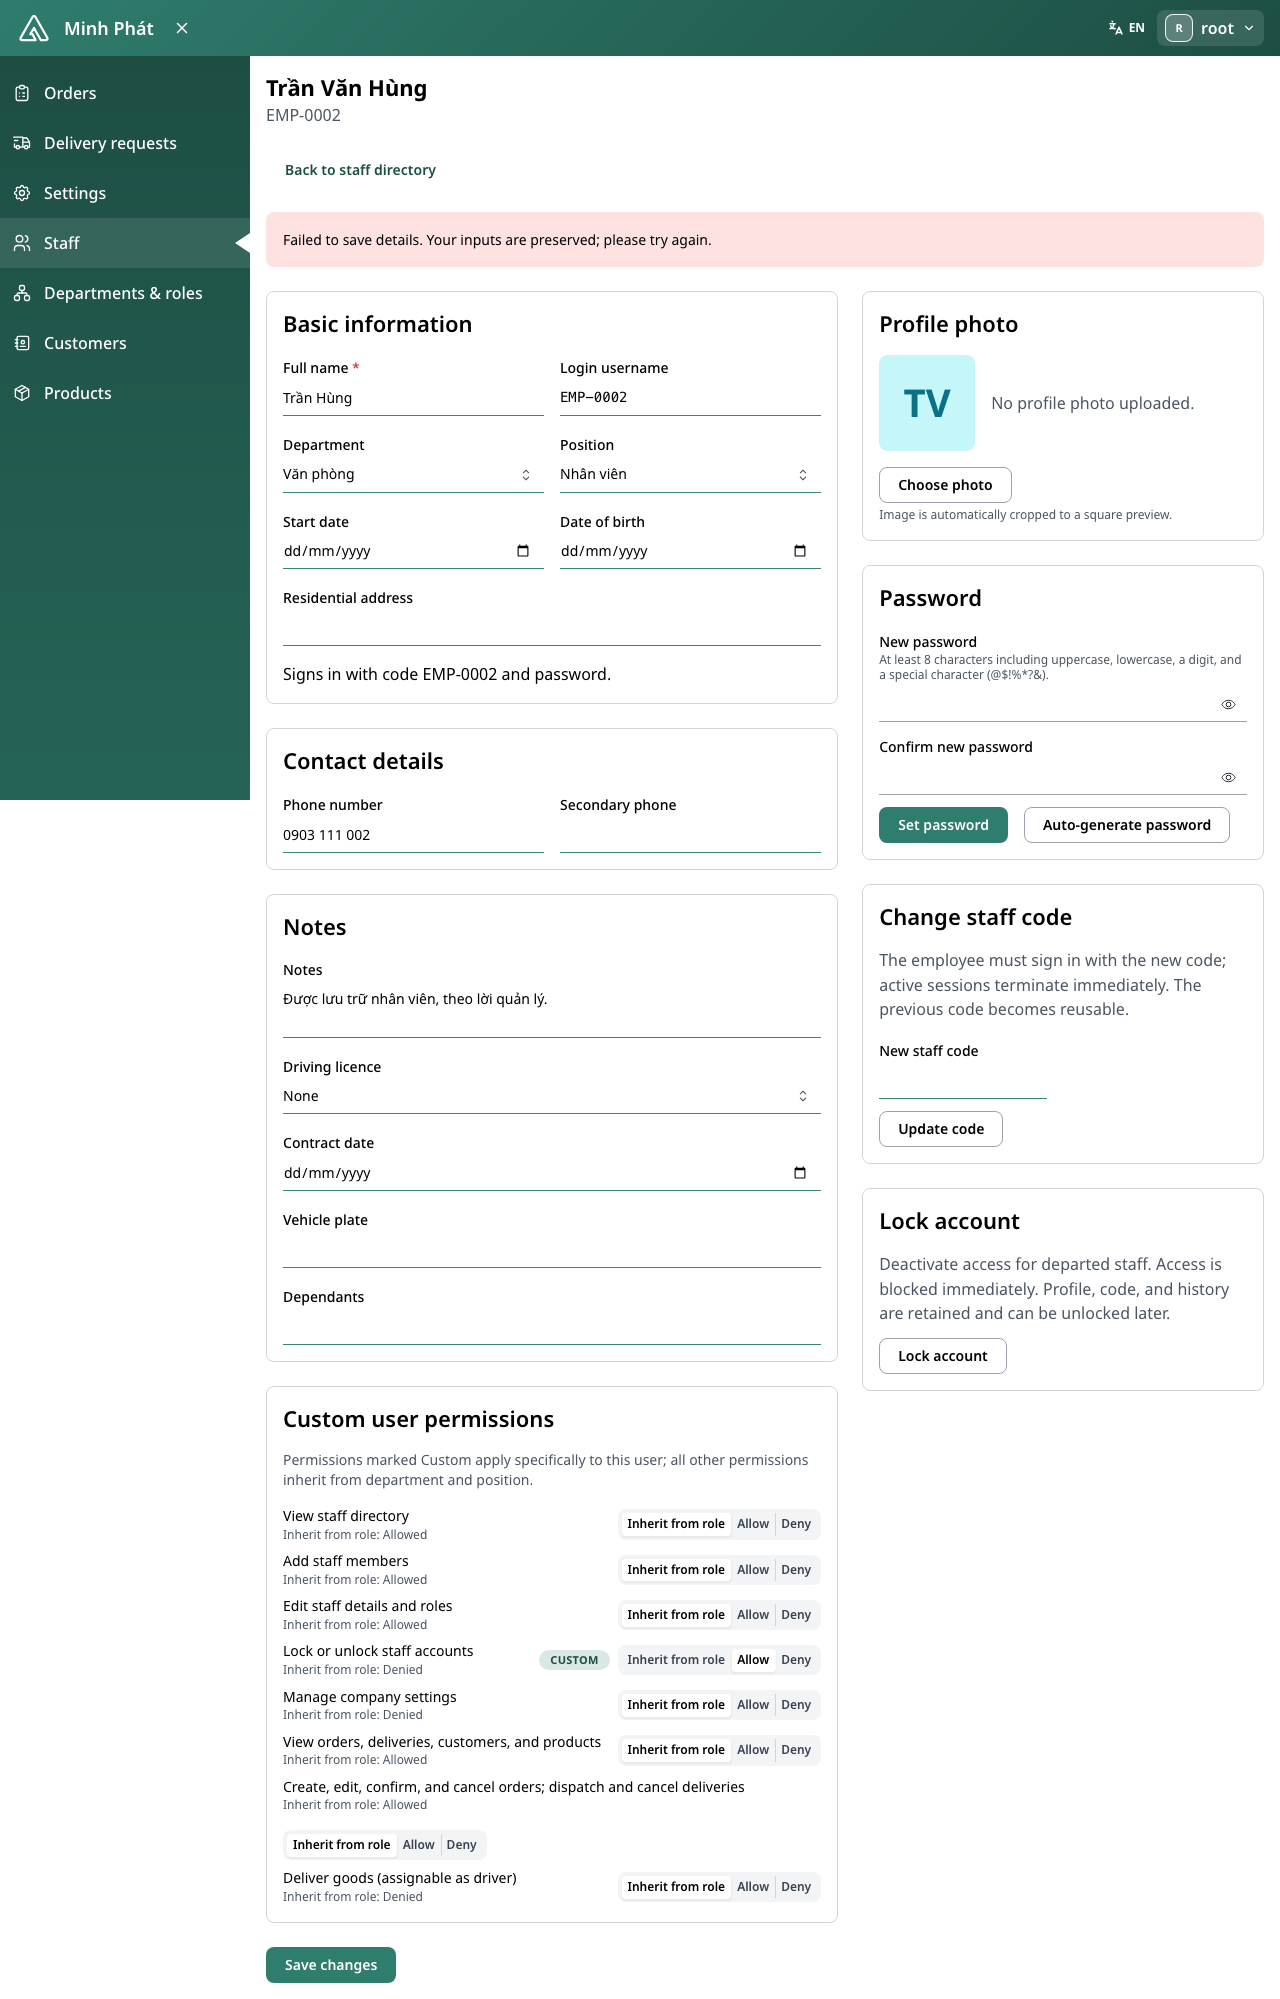 Minh Phát
EN
R
root
Orders
Delivery requests
Settings
Staff
Departments & roles
Customers
Products
Trần Văn Hùng
EMP-0002
Back to staff directory
Failed to save details. Your inputs are preserved; please try again.
Basic information
Full name *
Trần Hùng
Login username
EMP-0002
Department
Văn phòng
Position
Nhân viên
Start date
dd/mm/yyyy
Date of birth
dd/mm/yyyy
Residential address
Signs in with code EMP-0002 and password.
Contact details
Phone number
0903 111 002
Secondary phone
Notes
Notes
Được lưu trữ nhân viên, theo lời quản lý.
Driving licence
None
Contract date
dd/mm/yyyy
Vehicle plate
Dependants
Custom user permissions
Permissions marked Custom apply specifically to this user; all other permissions
inherit from department and position.
View staff directory
Inherit from role: Allowed
Inherit from role Allow Deny
Add staff members
Inherit from role: Allowed
Inherit from role Allow Deny
Edit staff details and roles
Inherit from role: Allowed
Inherit from role Allow Deny
Lock or unlock staff accounts
Inherit from role: Denied
CUSTOM
Inherit from role Allow Deny
Manage company settings
Inherit from role: Denied
Inherit from role Allow Deny
View orders, deliveries, customers, and products
Inherit from role: Allowed
Inherit from role Allow Deny
Create, edit, confirm, and cancel orders; dispatch and cancel deliveries
Inherit from role: Allowed
Inherit from role Allow Deny
Deliver goods (assignable as driver)
Inherit from role: Denied
Inherit from role Allow Deny
Save changes
Profile photo
TV
No profile photo uploaded.
Choose photo
Image is automatically cropped to a square preview.
Password
New password
At least 8 characters including uppercase, lowercase, a digit, and
a special character (@$!%*?&).
Confirm new password
Set password
Auto-generate password
Change staff code
The employee must sign in with the new code;
active sessions terminate immediately. The
previous code becomes reusable.
New staff code
Update code
Lock account
Deactivate access for departed staff. Access is
blocked immediately. Profile, code, and history
are retained and can be unlocked later.
Lock account